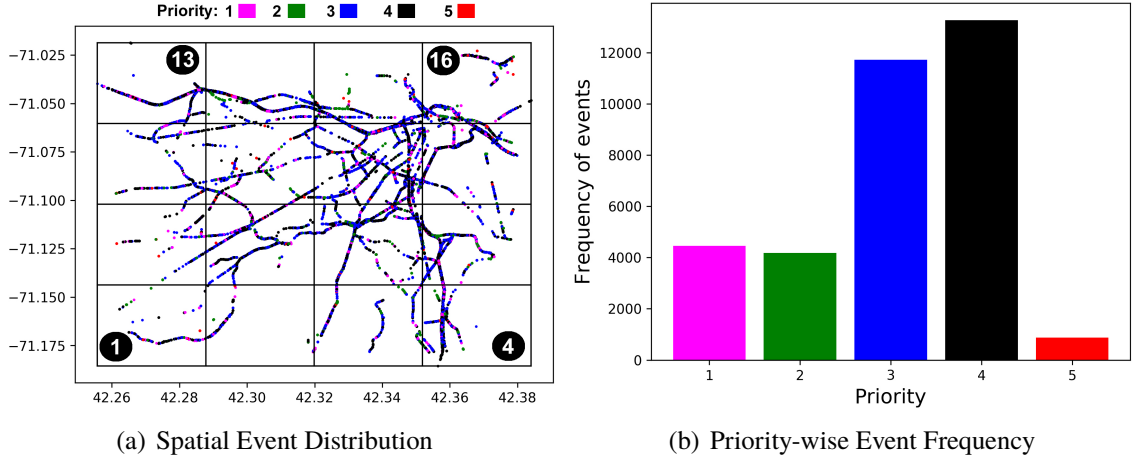 Priority: 1 2 3 4 5
−71.025
−71.050
−71.075
−71.100
−71.125
−71.150
−71.175
13
16
1
4
42.26 42.28 42.30 42.32 42.34 42.36 42.38
(a) Spatial Event Distribution
Frequency of events
12000
10000
8000
6000
4000
2000
0
1 2 3 4 5
Priority
(b) Priority-wise Event Frequency